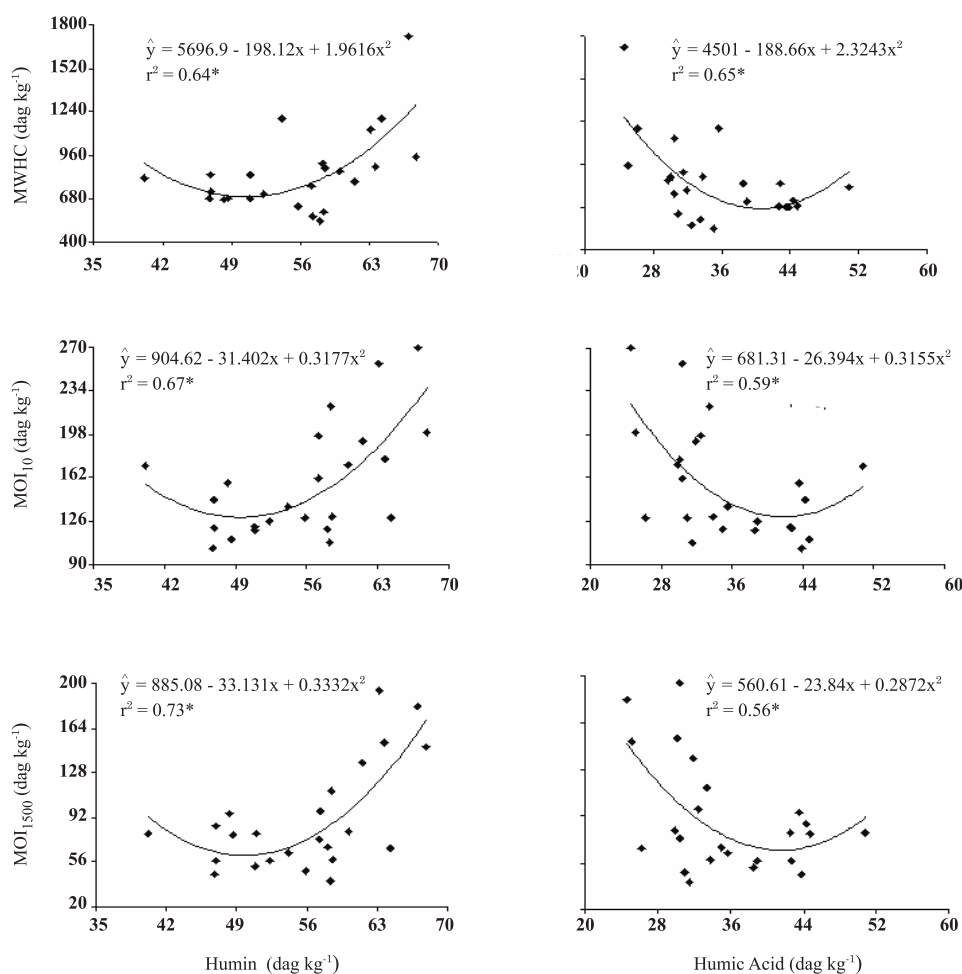 1800
1520
1240
960
680
400
MWHC (dag kg⁻¹)
ŷ = 5696.9 - 198.12x + 1.9616x²
r² = 0.64*
35 42 49 56 63 70
ŷ = 4501 - 188.66x + 2.3243x²
r² = 0.65*
20 28 36 44 52 60
270
234
198
162
126
90
MOI₁₀ (dag kg⁻¹)
ŷ = 904.62 - 31.402x + 0.3177x²
r² = 0.67*
35 42 49 56 63 70
ŷ = 681.31 - 26.394x + 0.3155x²
r² = 0.59*
20 28 36 44 52 60
200
164
128
92
56
20
MOI₁₅₀₀ (dag kg⁻¹)
ŷ = 885.08 - 33.131x + 0.3332x²
r² = 0.73*
35 42 49 56 63 70
Humin (dag kg⁻¹)
ŷ = 560.61 - 23.84x + 0.2872x²
r² = 0.56*
20 28 36 44 52 60
Humic Acid (dag kg⁻¹)